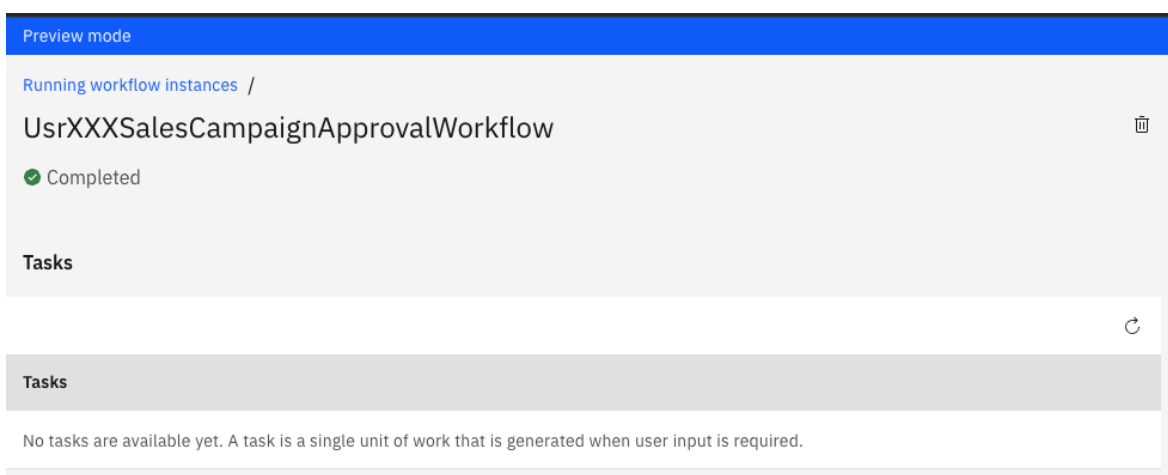 Preview mode
Running workflow instances /
UsrXXXSalesCampaignApprovalWorkflow
Completed
Tasks
Tasks
No tasks are available yet. A task is a single unit of work that is generated when user input is required.